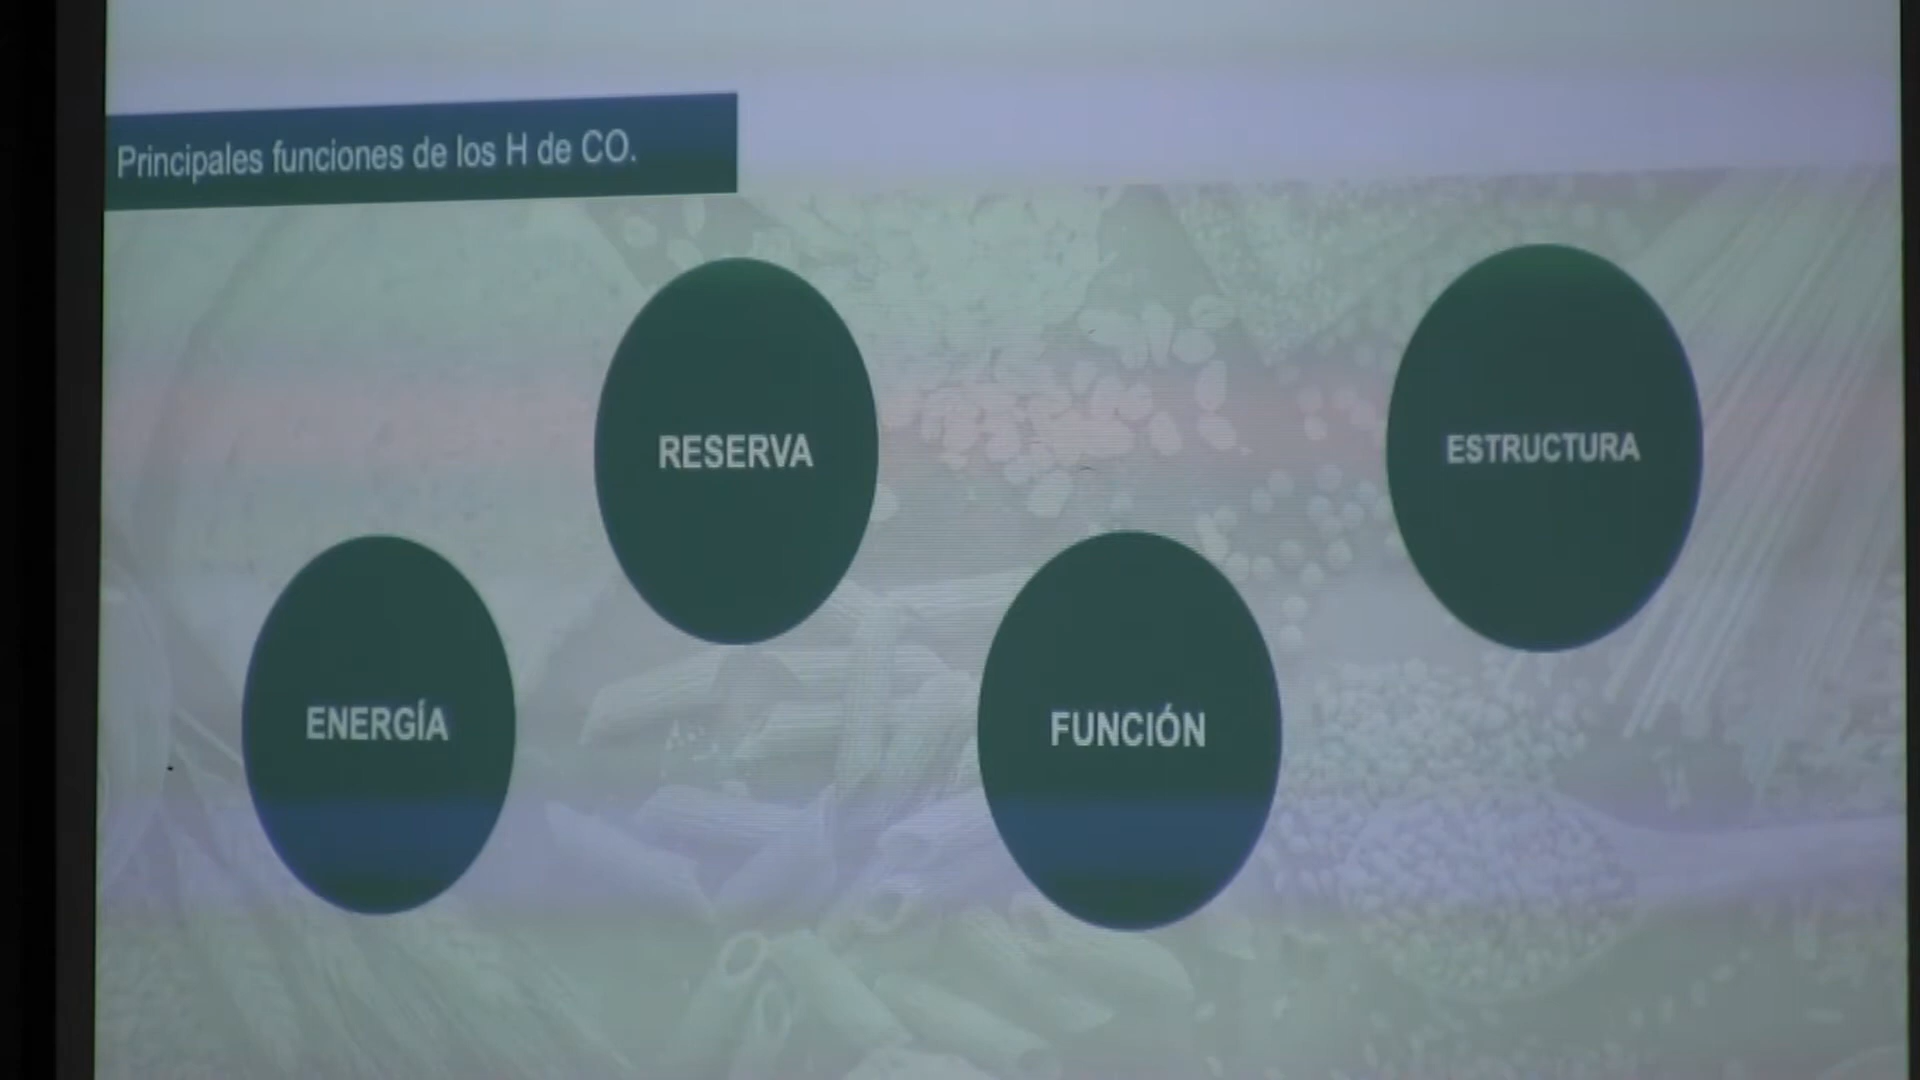 Principales funciones de los H de CO.
RESERVA
ESTRUCTURA
ENERGÍA
FUNCIÓN